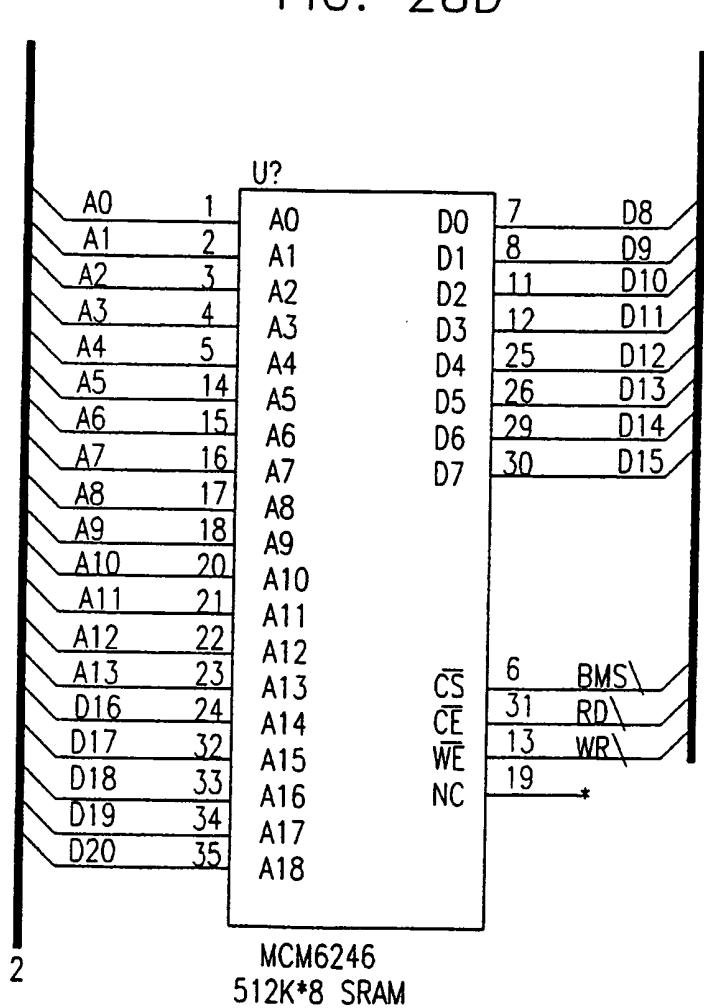 FIG. 28D
U?
A0 1 A0 D0 7 D8
A1 2 A1 D1 8 D9
A2 3 A2 D2 11 D10
A3 4 A3 D3 12 D11
A4 5 A4 D4 25 D12
A5 14 A5 D5 26 D13
A6 15 A6 D6 29 D14
A7 16 A7 D7 30 D15
A8 17 A8
A9 18 A9
A10 20 A10
A11 21 A11
A12 22 A12
A13 23 A13 C̅S̅ 6 BMS\
D16 24 A14 C̅E̅ 31 RD\
D17 32 A15 W̅E̅ 13 WR\
D18 33 A16 NC 19 *
D19 34 A17
D20 35 A18
2
MCM6246
512K*8 SRAM